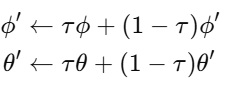 ϕ′ ← τϕ + (1 − τ)ϕ′
θ′ ← τθ + (1 − τ)θ′